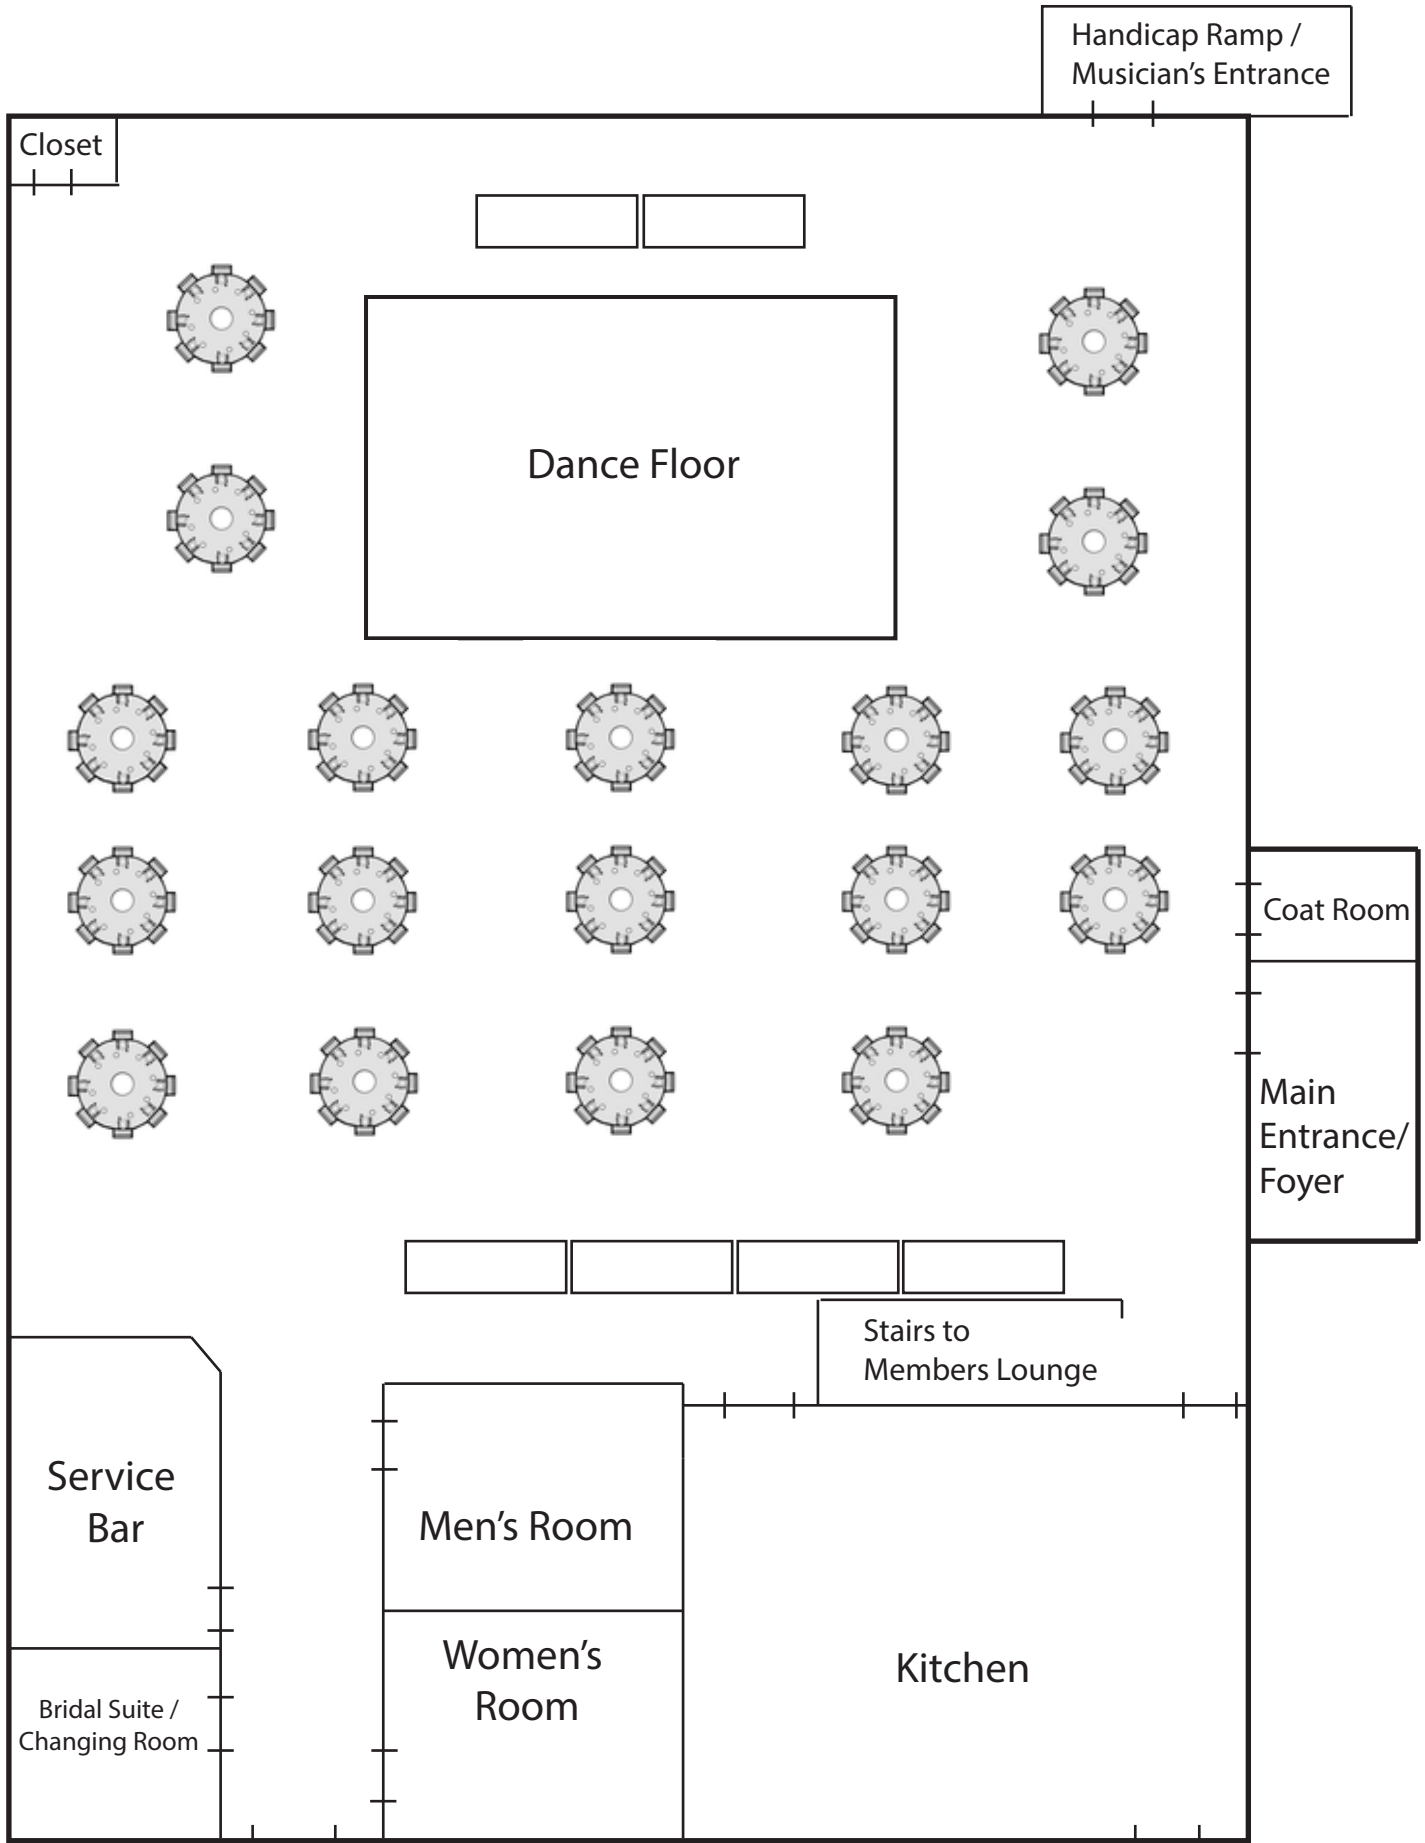 Handicap Ramp /
Musician’s Entrance
Closet
Dance Floor
Coat Room
Main
Entrance/
Foyer
Stairs to
Members Lounge
Service
Bar
Men’s Room
Women’s
Room
Kitchen
Bridal Suite /
Changing Room